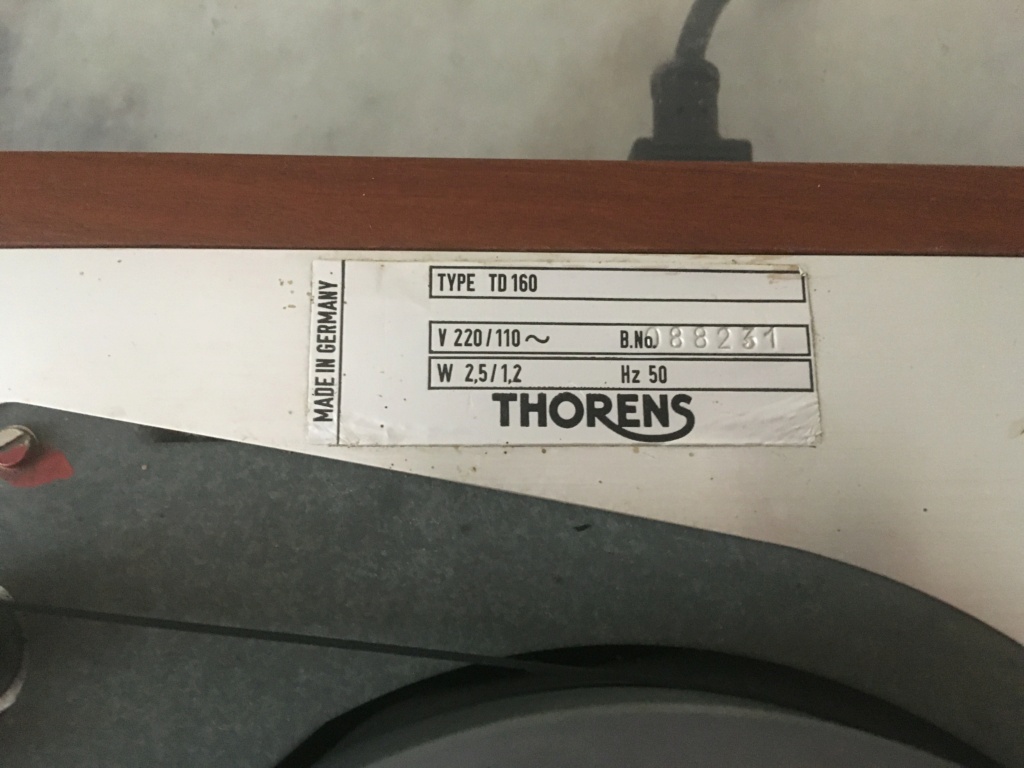 MADE IN GERMANY
TYPE TD 160
V 220/110 ~ B.No. 088231
W 2,5/1,2 Hz 50
THORENS